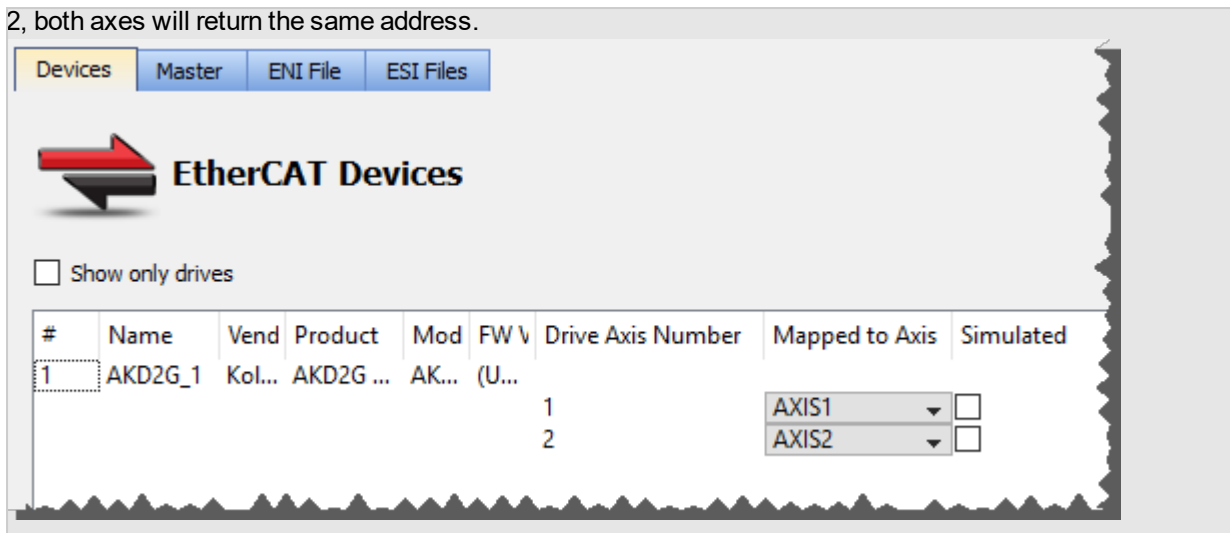 2, both axes will return the same address.
Devices Master ENI File ESI Files
EtherCAT Devices
Show only drives
# Name Vend Product Mod FW V Drive Axis Number Mapped to Axis Simulated
1 AKD2G_1 Kol... AKD2G ... AK... (U...
1 AXIS1
2 AXIS2